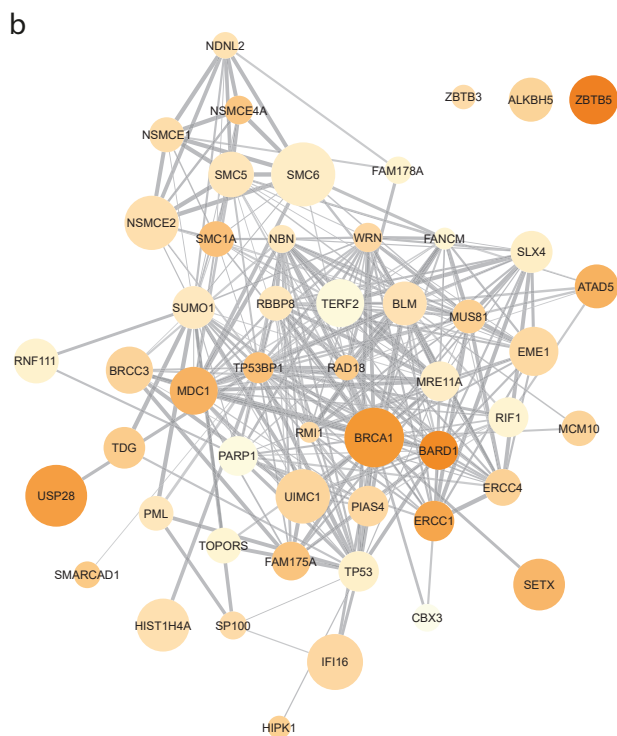 b
NDNL2
ZBTB3
ALKBH5
ZBTB5
NSMCE4A
NSMCE1
SMC5
SMC6
FAM178A
NSMCE2
SMC1A
NBN
WRN
FANCM
SLX4
ATAD5
SUMO1
RBBP8
TERF2
BLM
MUS81
RNF111
BRCC3
TP53BP1
RAD18
EME1
MDC1
MRE11A
RIF1
MCM10
TDG
PARP1
RMI1
BRCA1
BARD1
USP28
UIMC1
PIAS4
ERCC4
PML
ERCC1
TOPORS
FAM175A
TP53
SMARCAD1
SETX
HIST1H4A
SP100
CBX3
IFI16
HIPK1